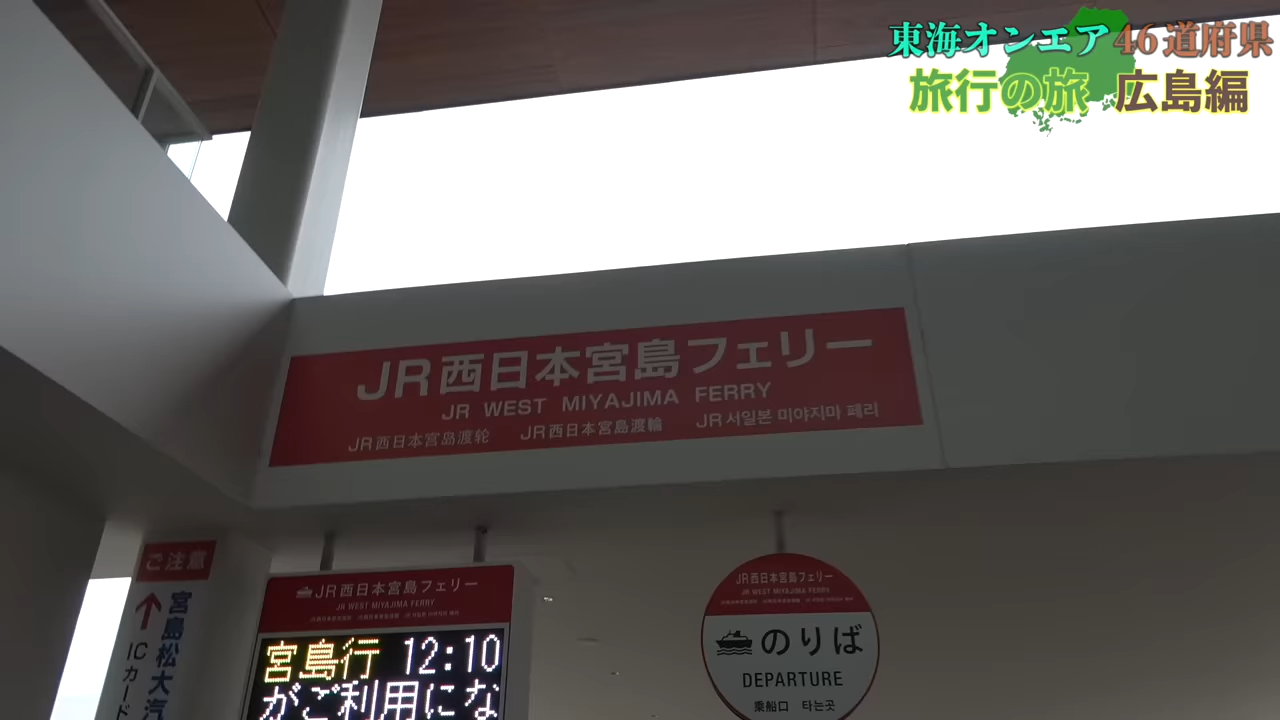 東海オンエア 46道府県
旅行の旅 広島編
JR西日本宮島フェリー
JR WEST MIYAJIMA FERRY
JR西日本宫岛渡轮 JR西日本宮島渡輪 JR서일본 미야지마 페리
ご注意
宮島松大汽
ICカード
JR西日本宮島フェリー
JR WEST MIYAJIMA FERRY
宮島行 12:10
がご利用にな
JR西日本宮島フェリー
JR WEST MIYAJIMA FERRY
のりば
DEPARTURE
乘船口 타는곳